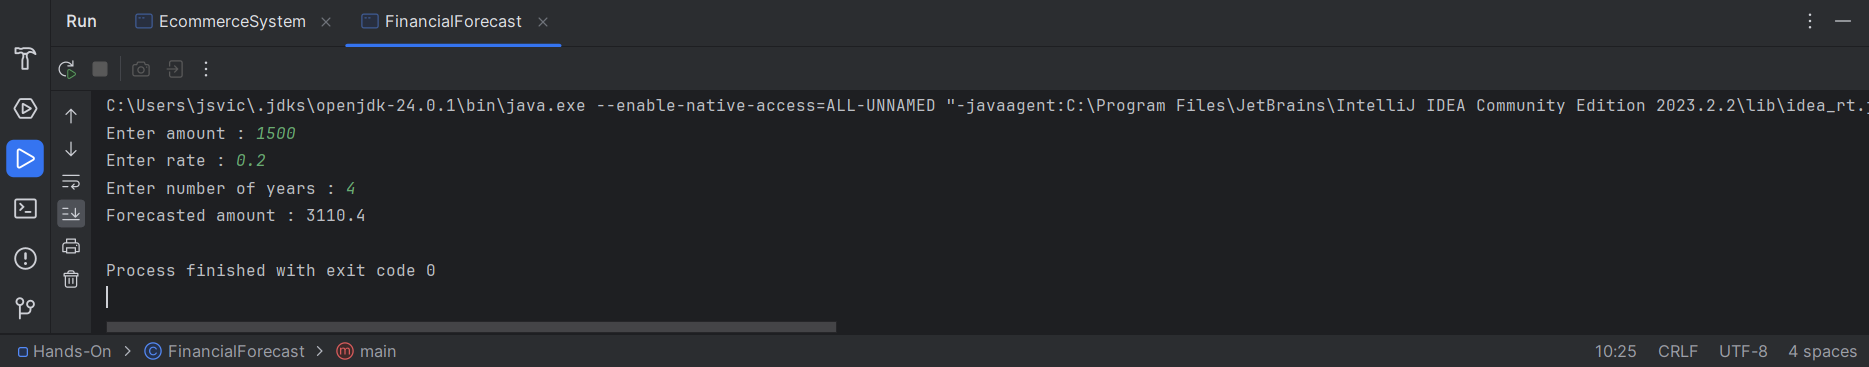 Run EcommerceSystem FinancialForecast
C:\Users\jsvic\.jdks\openjdk-24.0.1\bin\java.exe --enable-native-access=ALL-UNNAMED "-javaagent:C:\Program Files\JetBrains\IntelliJ IDEA Community Edition 2023.2.2\lib\idea_rt.j
Enter amount : 1500
Enter rate : 0.2
Enter number of years : 4
Forecasted amount : 3110.4
Process finished with exit code 0
Hands-On > FinancialForecast > main 10:25 CRLF UTF-8 4 spaces